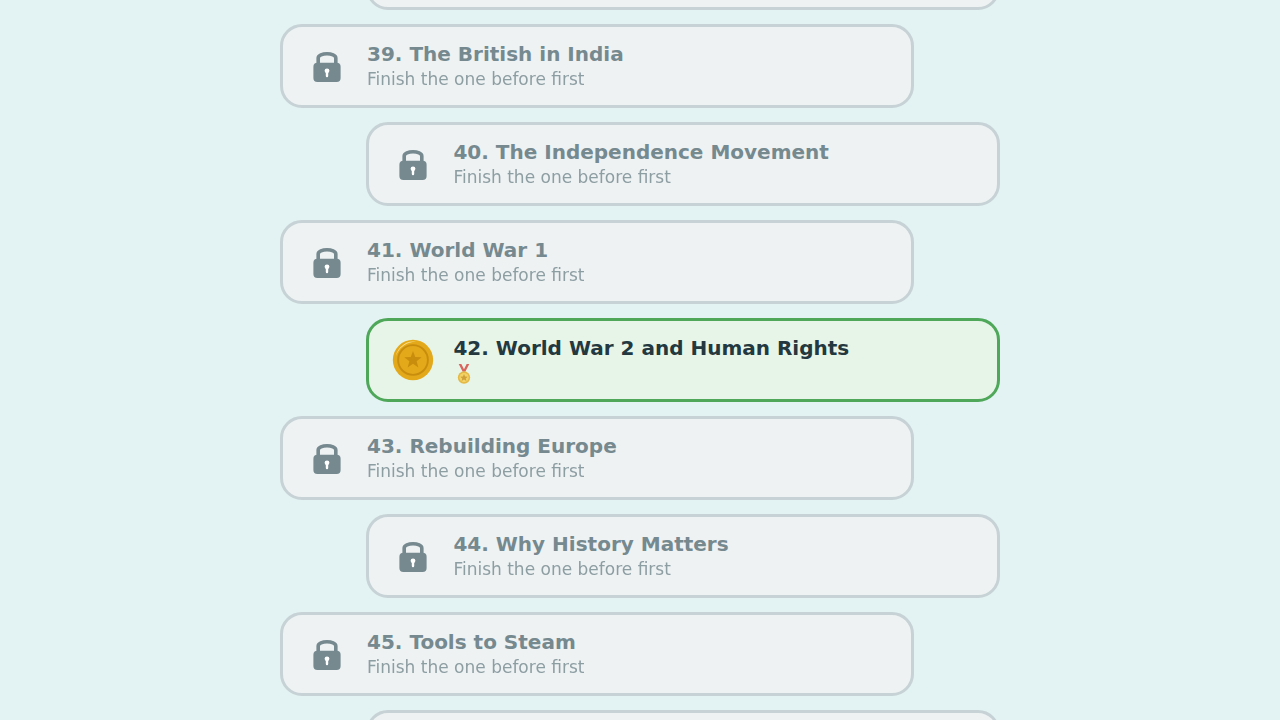 39. The British in India
Finish the one before first
40. The Independence Movement
Finish the one before first
41. World War 1
Finish the one before first
42. World War 2 and Human Rights
43. Rebuilding Europe
Finish the one before first
44. Why History Matters
Finish the one before first
45. Tools to Steam
Finish the one before first